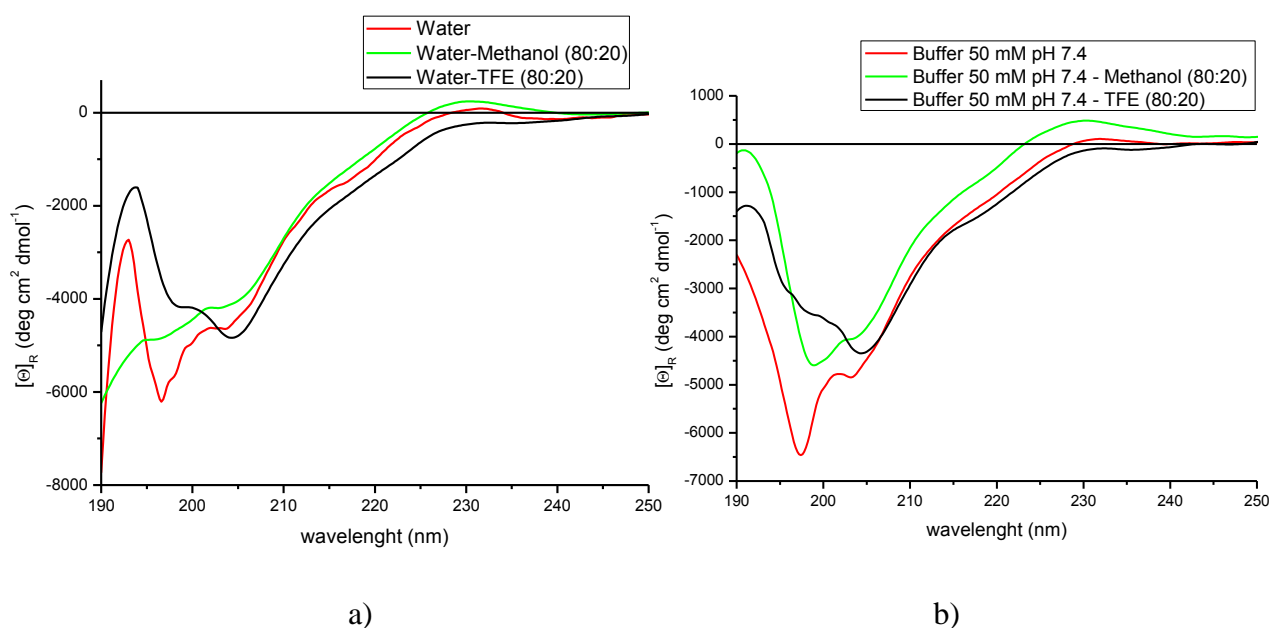 Water
Water-Methanol (80:20)
Water-TFE (80:20)
0
-2000
-4000
-6000
-8000
[Θ]R (deg cm2 dmol-1)
190 200 210 220 230 240 250
wavelenght (nm)
a)
Buffer 50 mM pH 7.4
Buffer 50 mM pH 7.4 - Methanol (80:20)
Buffer 50 mM pH 7.4 - TFE (80:20)
1000
0
-1000
-2000
-3000
-4000
-5000
-6000
-7000
[Θ]R (deg cm2 dmol-1)
190 200 210 220 230 240 250
wavelenght (nm)
b)